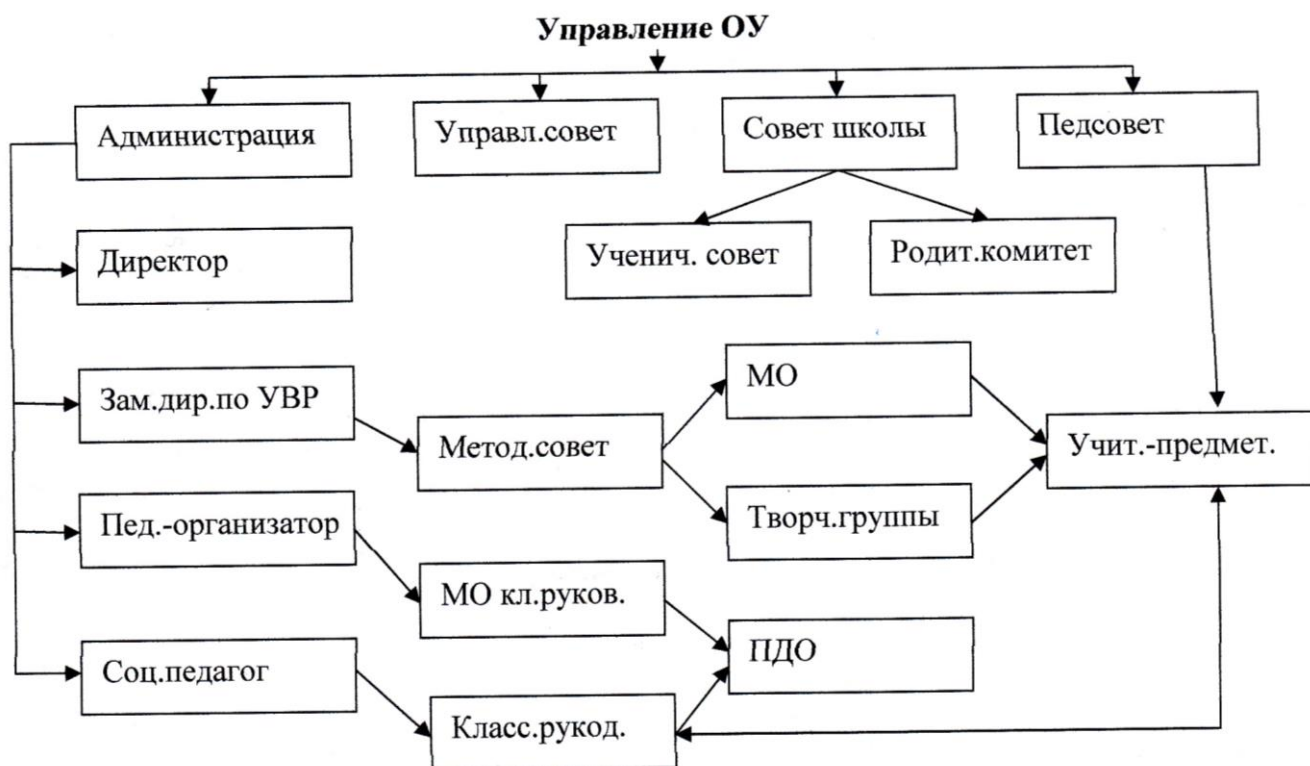 Управление ОУ
Администрация
Управл.совет
Совет школы
Педсовет
Директор
Ученич. совет
Родит.комитет
Зам.дир.по УВР
Метод.совет
МО
Учит.-предмет.
Пед.-организатор
Творч.группы
МО кл.руков.
Соц.педагог
ПДО
Класс.рукод.